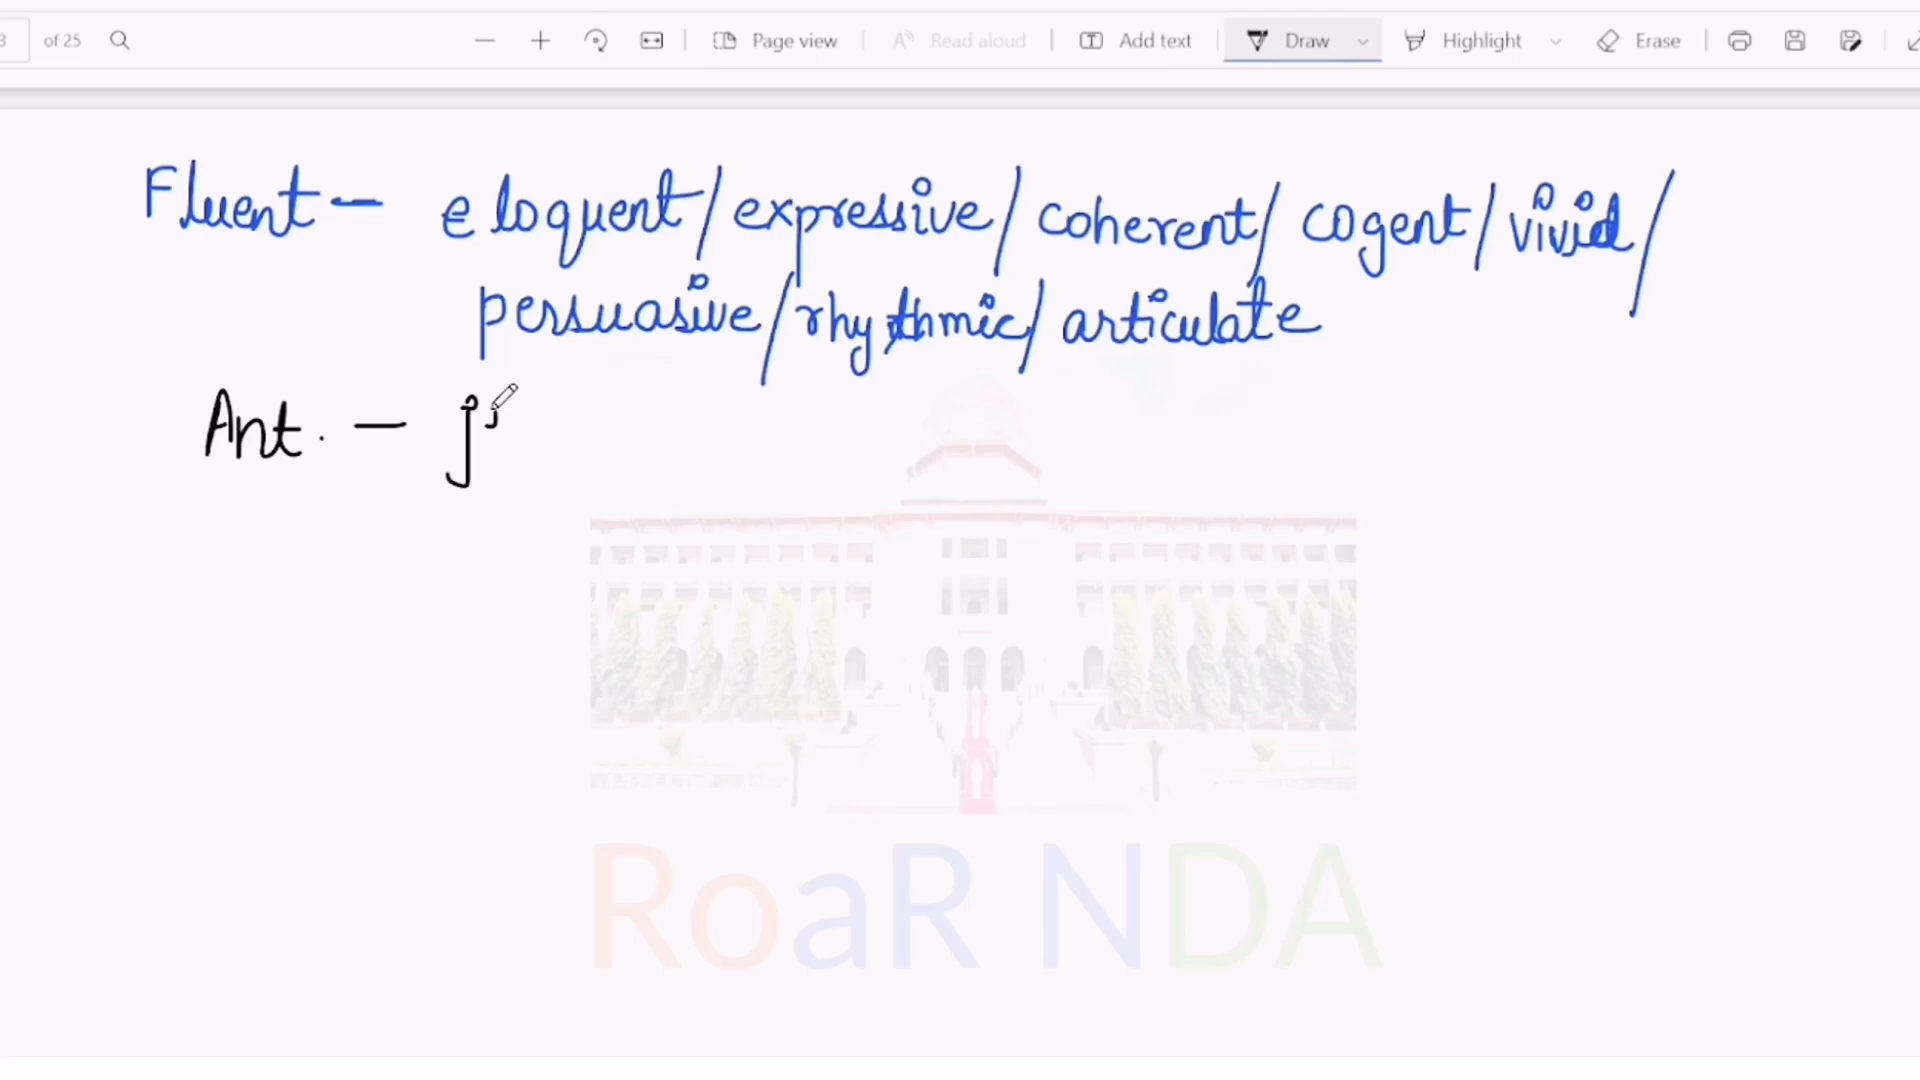 3 of 25 Page view Read aloud Add text Draw Highlight Erase
Fluent — eloquent/expressive/coherent/cogent/vivid/
persuasive/rhythmic/articulate
Ant. — j
RoaR NDA